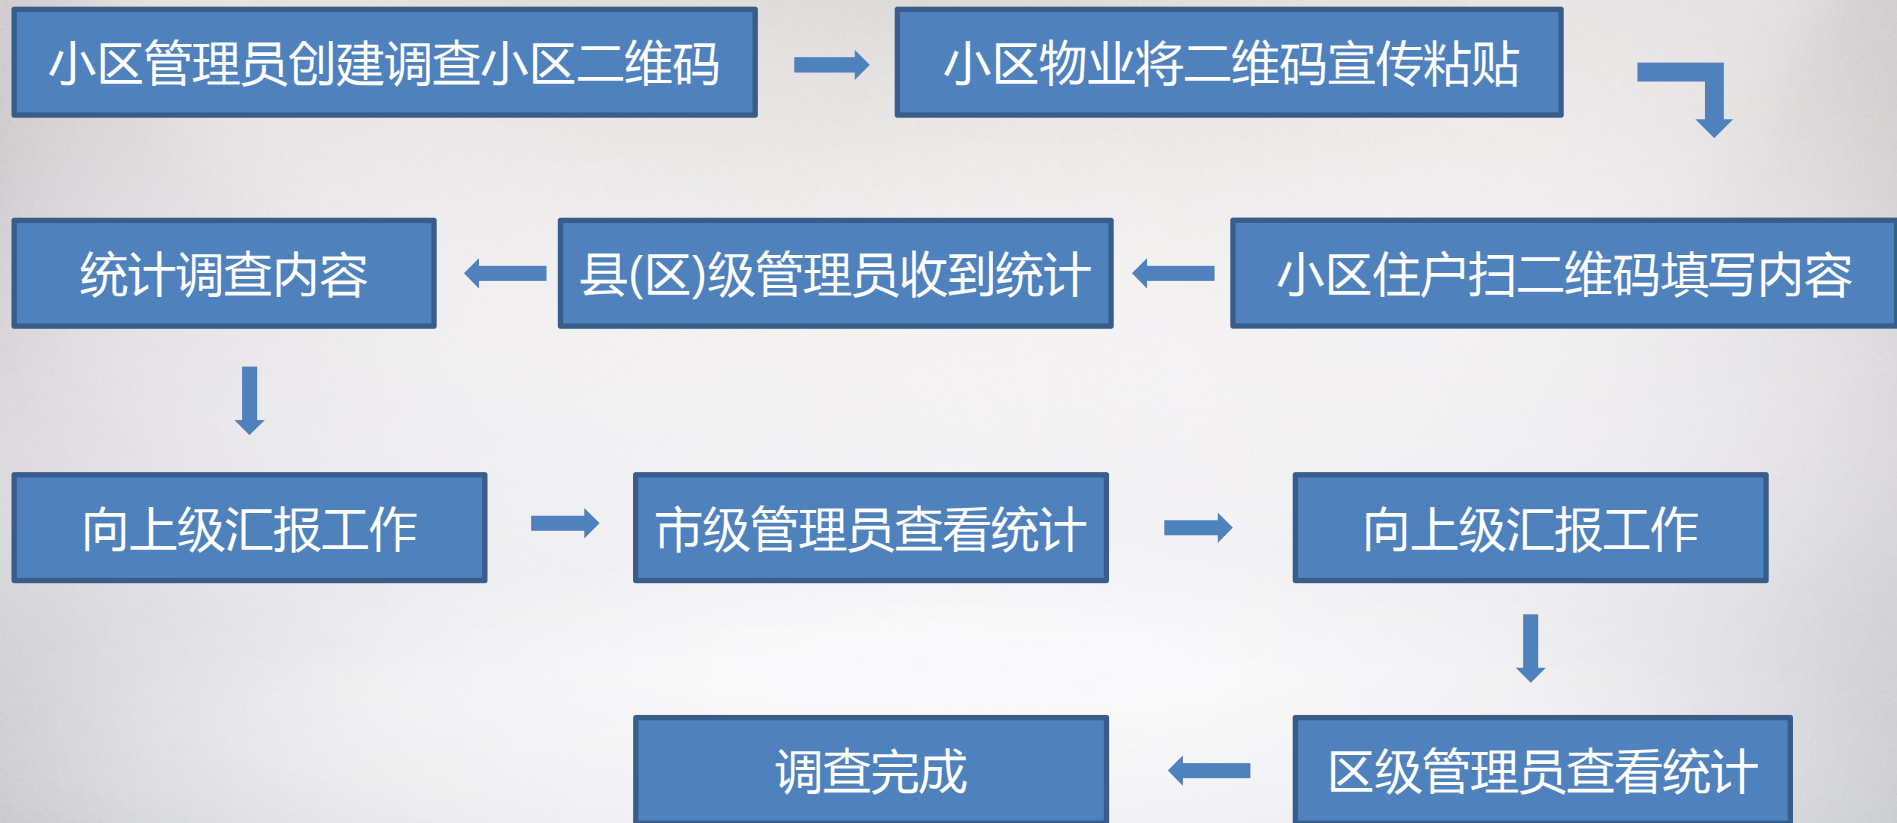 小区管理员创建调查小区二维码
小区物业将二维码宣传粘贴
小区住户扫二维码填写内容
县(区)级管理员收到统计
统计调查内容
向上级汇报工作
市级管理员查看统计
向上级汇报工作
区级管理员查看统计
调查完成